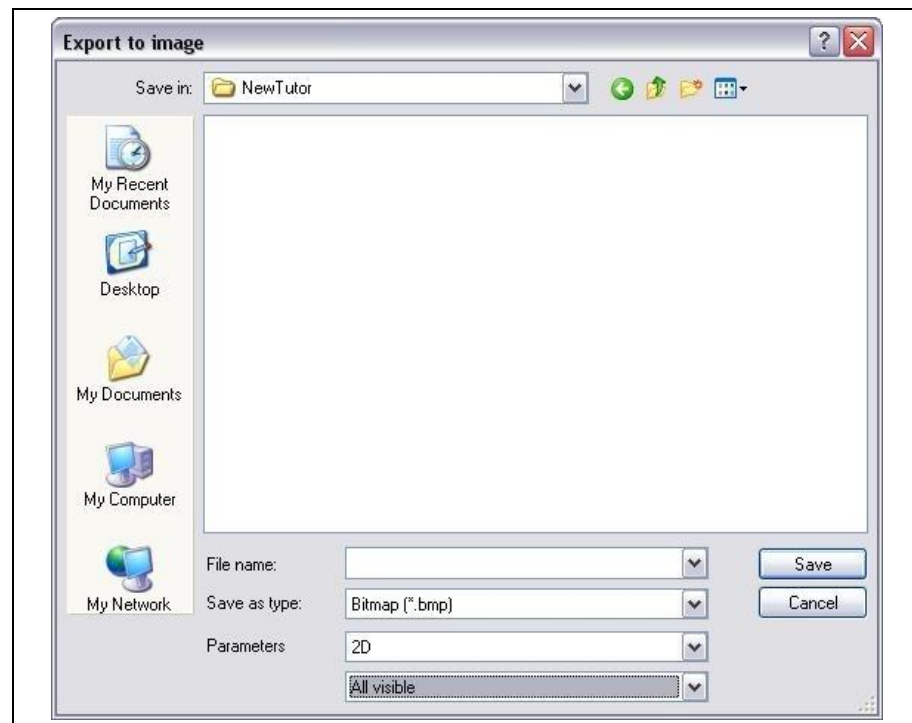 Export to image
Save in:
NewTutor
My Recent
Documents
Desktop
My Documents
My Computer
My Network
File name:
Save
Save as type:
Bitmap (*.bmp)
Cancel
Parameters
2D
All visible